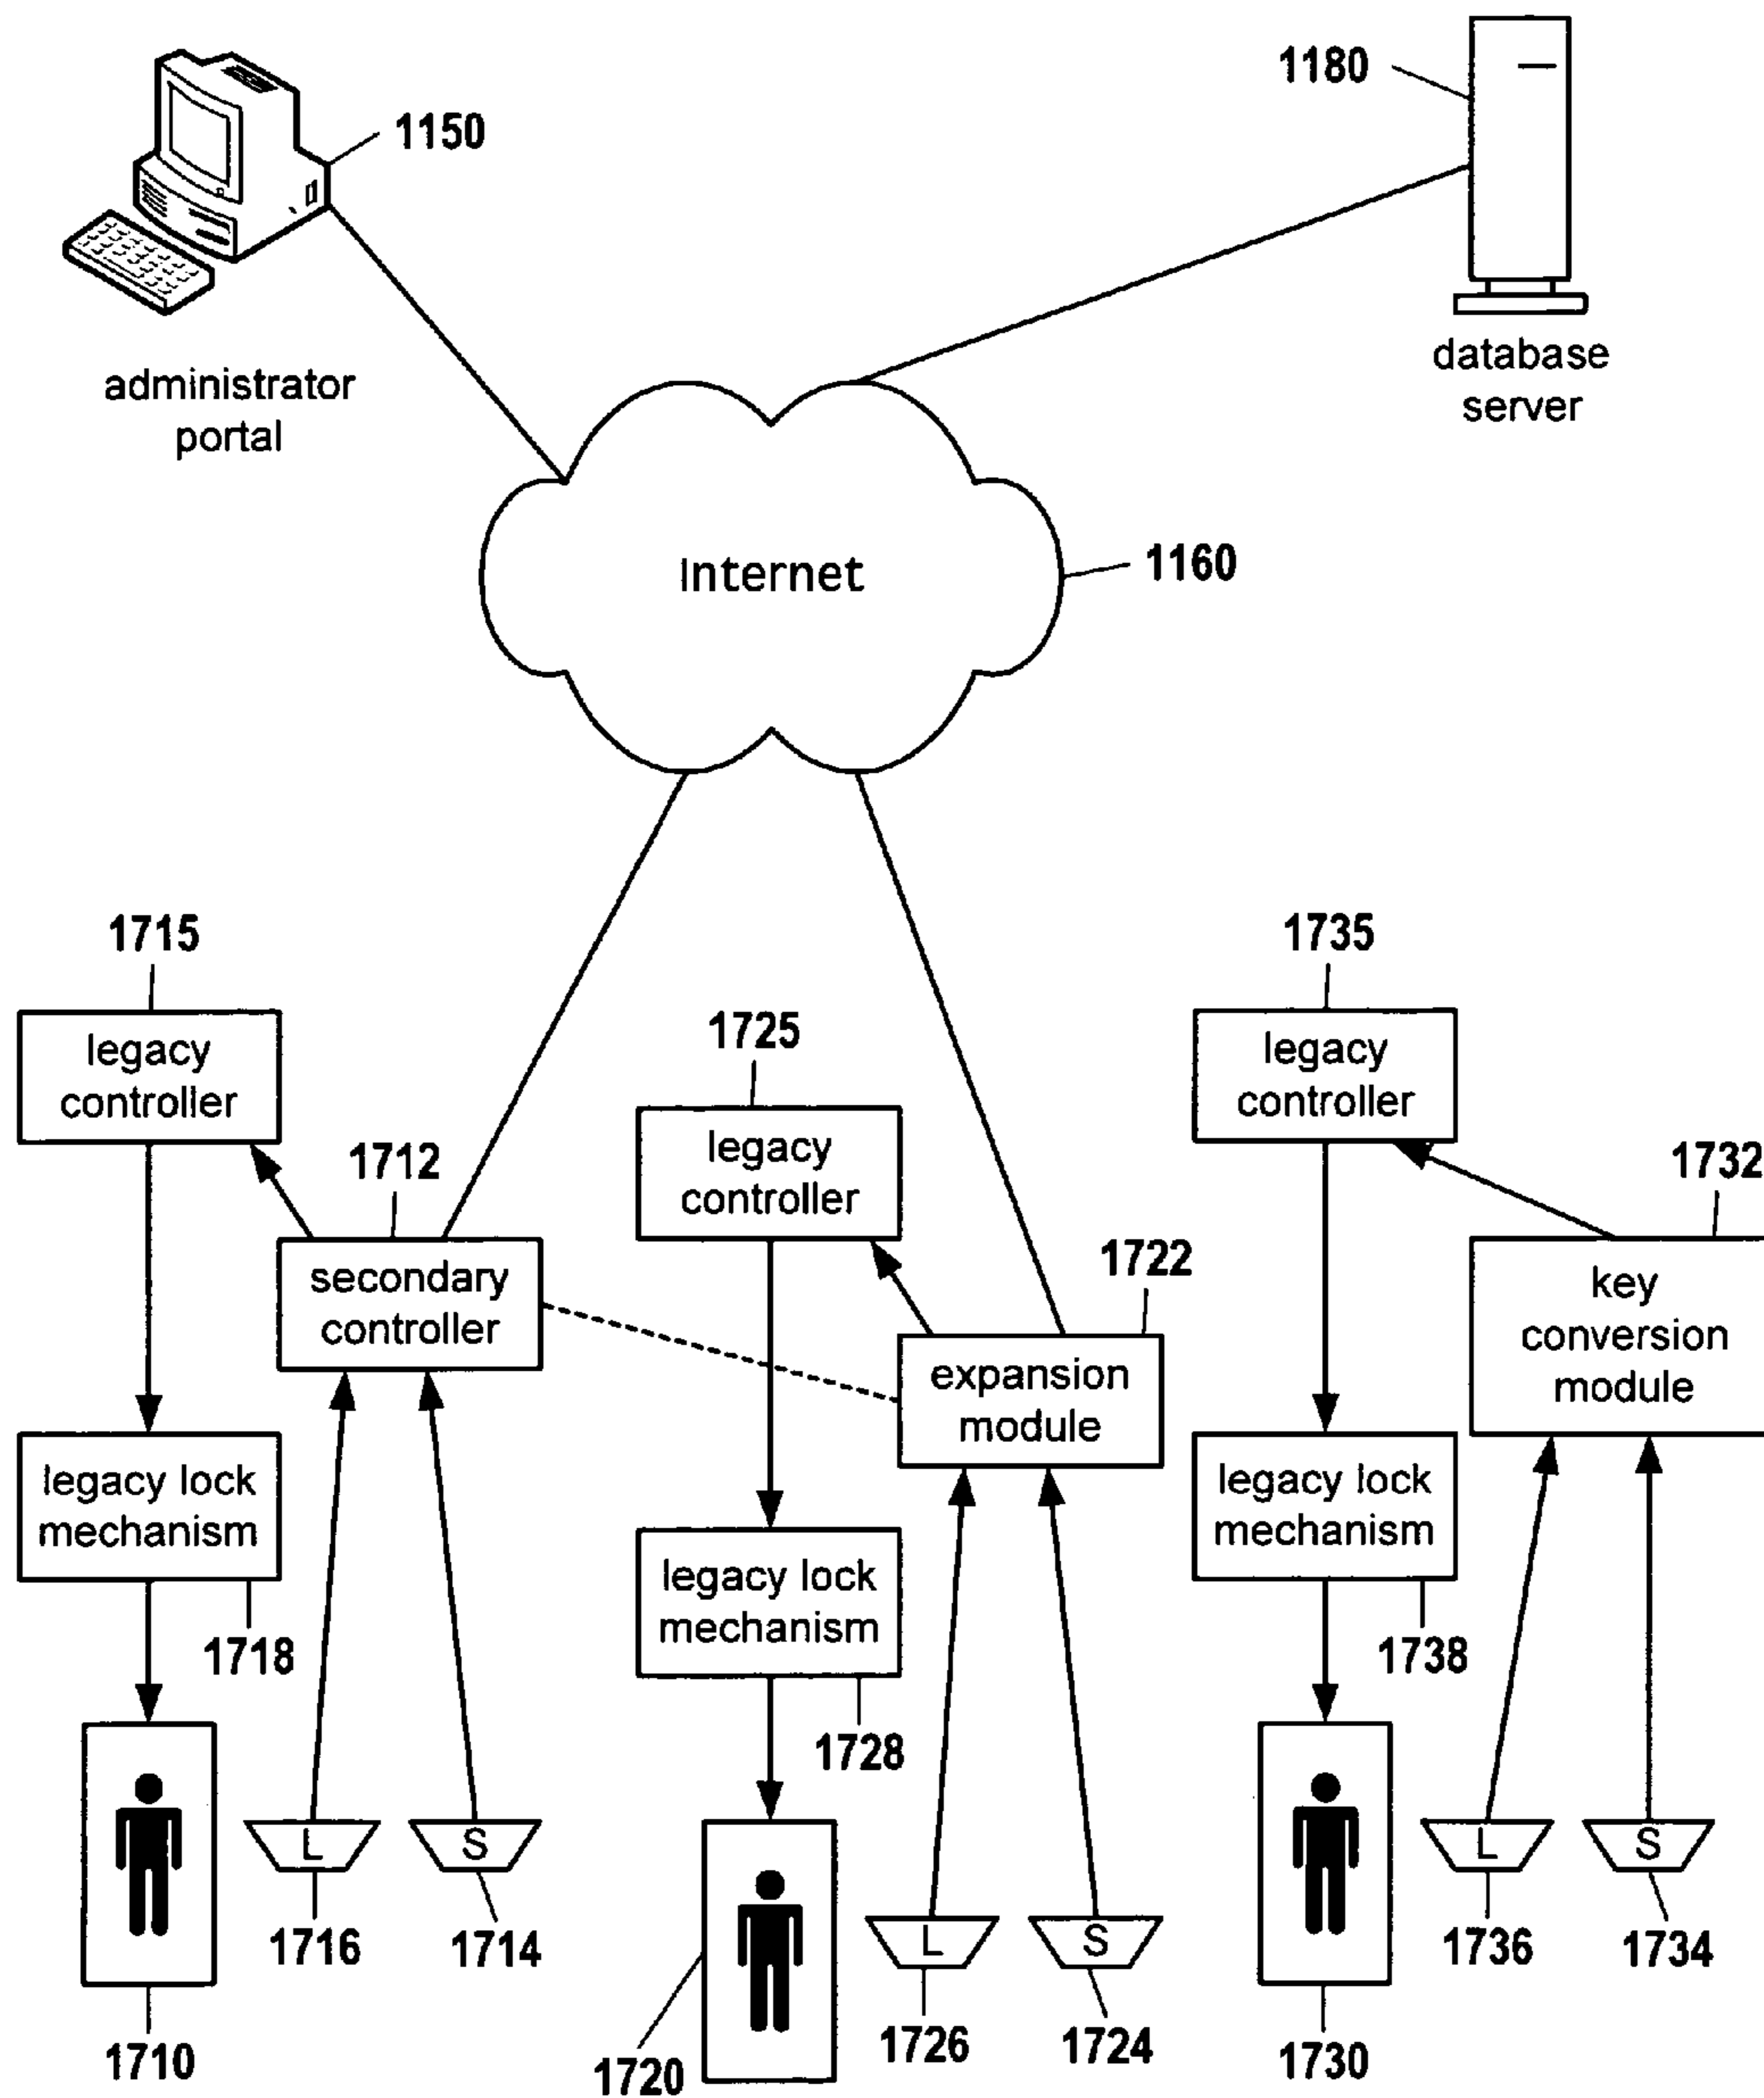 1180
1150
administrator
portal
database
server
Internet
1160
1715
legacy
controller
1712
secondary
controller
legacy lock
mechanism
1718
L
S
1716
1714
1710
1725
legacy
controller
1722
expansion
module
legacy lock
mechanism
1728
L
S
1726
1724
1720
1735
legacy
controller
1732
key
conversion
module
legacy lock
mechanism
1738
L
S
1736
1734
1730